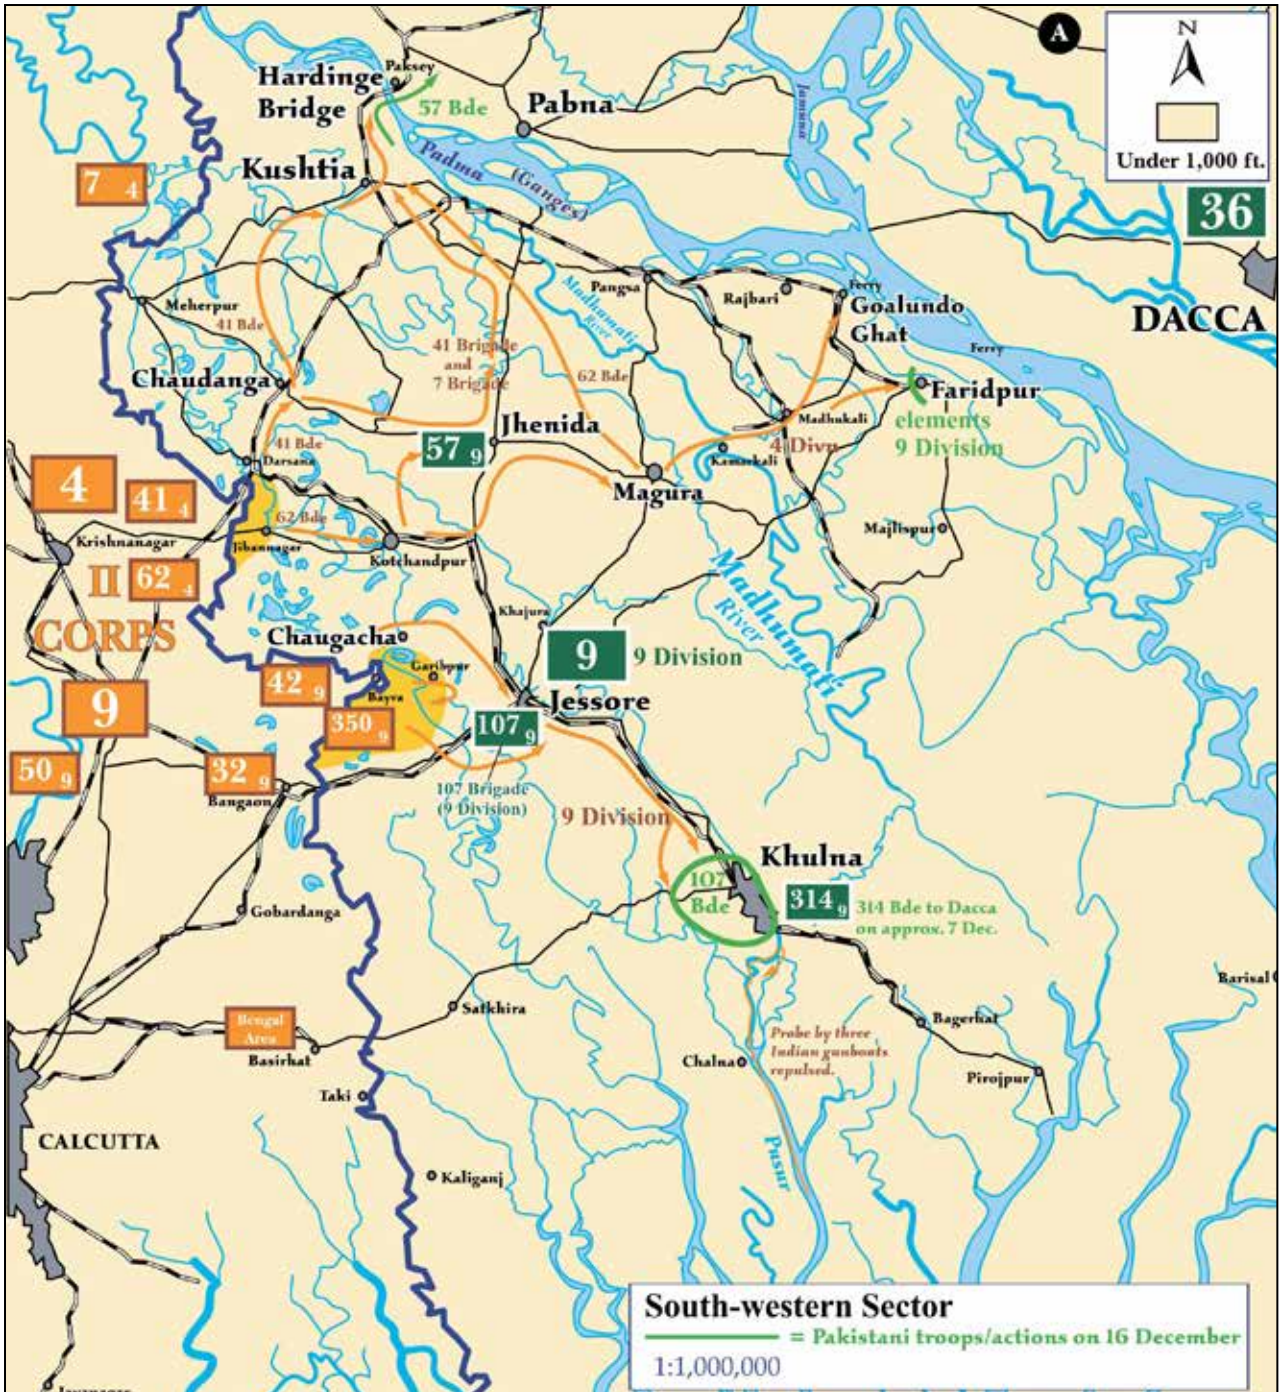 A
N
Under 1,000 ft.
Paksey
Hardinge
Bridge
57 Bde
Pabna
Jamuna
Kushtia
Padma
(Ganges)
7 4
36
DACCA
Pangsa
Rajbari
Ferry
Goalundo
Ghat
Ferry
Madhumati
River
Meherpur
41 Bde
41 Brigade
and
7 Brigade
62 Bde
Chaudanga
Faridpur
elements
9 Division
Madhukali
4 Divn
Kamarkali
Jhenida
57 9
41 Bde
Darsana
Magura
Majlispur
4
41 4
Krishnanagar
62 Bde
Jibannagar
Kotchandpur
II
CORPS
62 4
Madhumati
River
Khajura
Chaugacha
Garibpur
Bayra
42 9
9
9 Division
Jessore
9
350 9
107 9
50 9
32 9
Bangaon
107 Brigade
(9 Division)
9 Division
Khulna
107
Bde
314 9
314 Bde to Dacca
on approx. 7 Dec.
Gobardanga
Satkhira
Barisal
Bengal
Area
Basirhat
Bagerhat
Probe by three
Indian gunboats
repulsed.
Chalna
Pirojpur
Taki
CALCUTTA
Kaliganj
Pusur
South-western Sector
= Pakistani troops/actions on 16 December
1:1,000,000